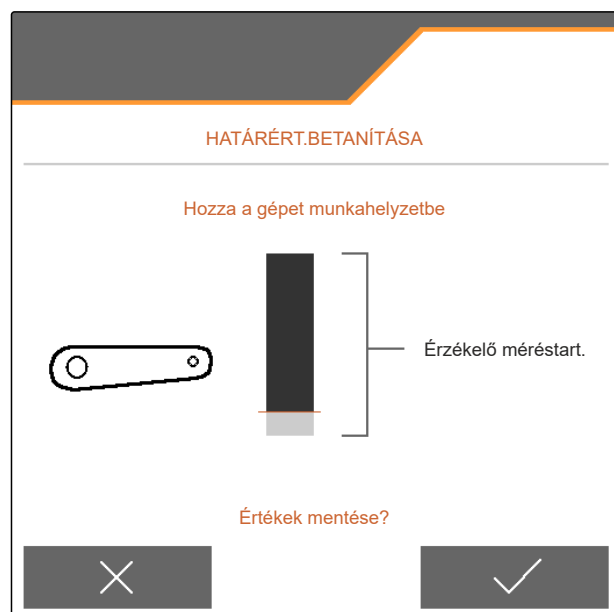 HATÁRÉRT.BETANÍTÁSA
Hozza a gépet munkahelyzetbe
Érzékelő méréstart.
Értékek mentése?